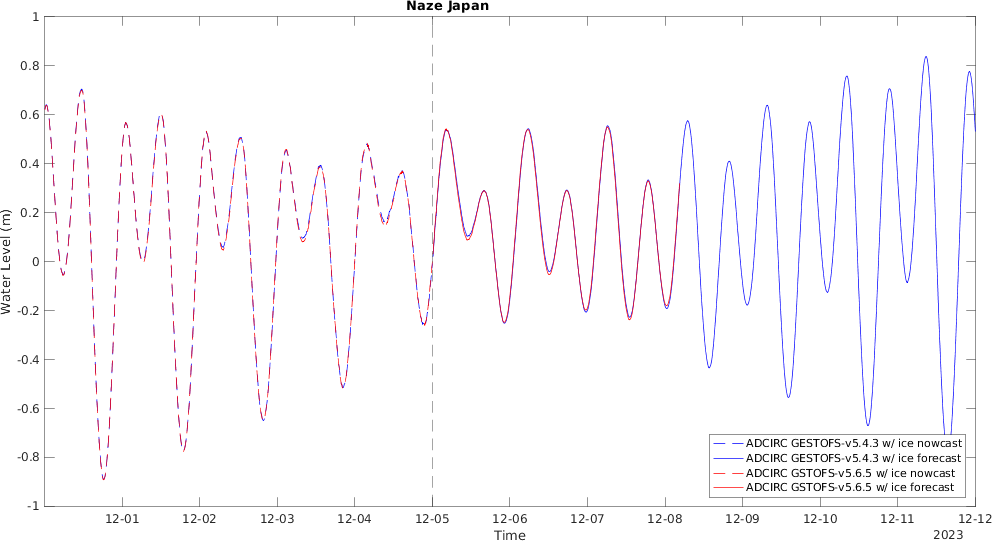 Naze Japan
1
0.8
0.6
0.4
0.2
0
-0.2
-0.4
-0.6
-0.8
-1
Water Level (m)
ADCIRC GESTOFS-v5.4.3 w/ ice nowcast
ADCIRC GESTOFS-v5.4.3 w/ ice forecast
ADCIRC GSTOFS-v5.6.5 w/ ice nowcast
ADCIRC GSTOFS-v5.6.5 w/ ice forecast
12-01 12-02 12-03 12-04 12-05 12-06 12-07 12-08 12-09 12-10 12-11 12-12
Time
2023